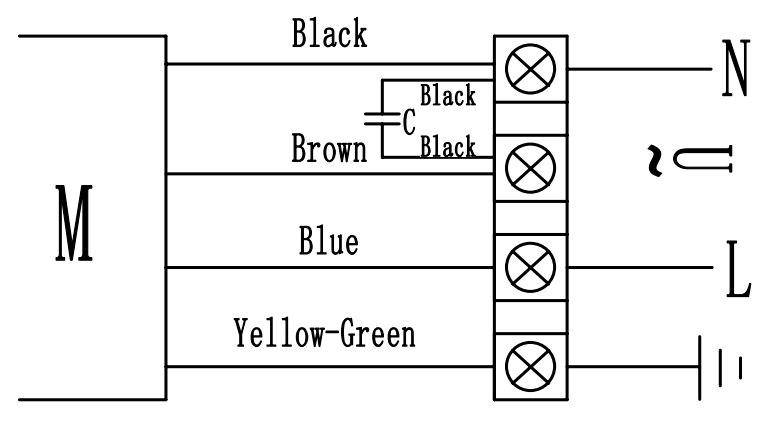 Black
N
Black
C
Brown
Black
~U
M
Blue
L
Yellow-Green